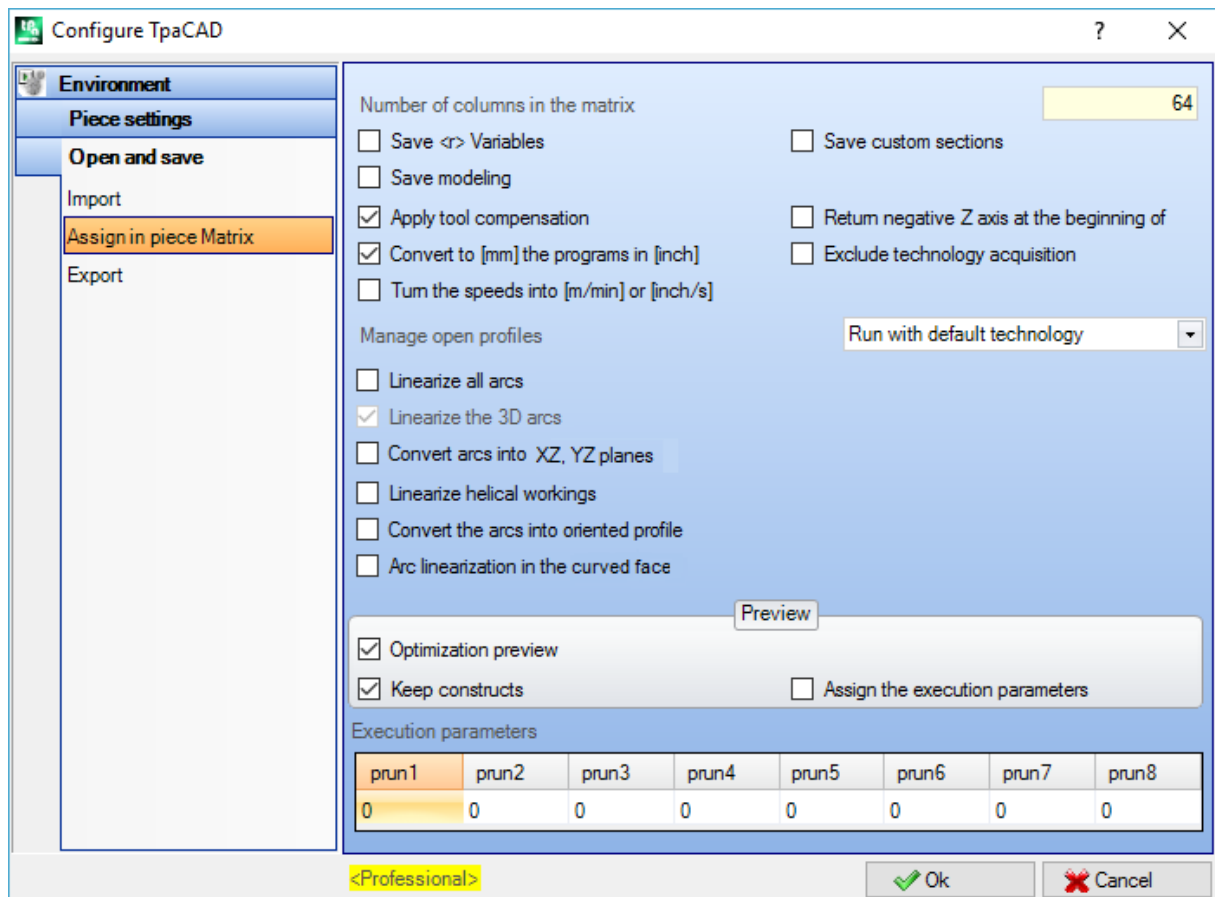 Configure TpaCAD
?
Environment
Piece settings
Open and save
Import
Assign in piece Matrix
Export
Number of columns in the matrix 64
Save <r> Variables Save custom sections
Save modeling
Apply tool compensation Return negative Z axis at the beginning of
Convert to [mm] the programs in [inch] Exclude technology acquisition
Turn the speeds into [m/min] or [inch/s]
Manage open profiles Run with default technology
Linearize all arcs
Linearize the 3D arcs
Convert arcs into XZ, YZ planes
Linearize helical workings
Convert the arcs into oriented profile
Arc linearization in the curved face
Preview
Optimization preview
Keep constructs Assign the execution parameters
Execution parameters
prun1 prun2 prun3 prun4 prun5 prun6 prun7 prun8
0 0 0 0 0 0 0 0
<Professional> Ok Cancel